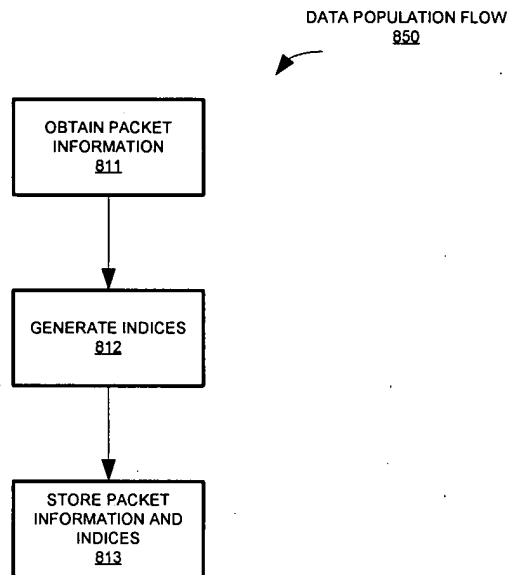 DATA POPULATION FLOW
850
OBTAIN PACKET
INFORMATION
811
GENERATE INDICES
812
STORE PACKET
INFORMATION AND
INDICES
813